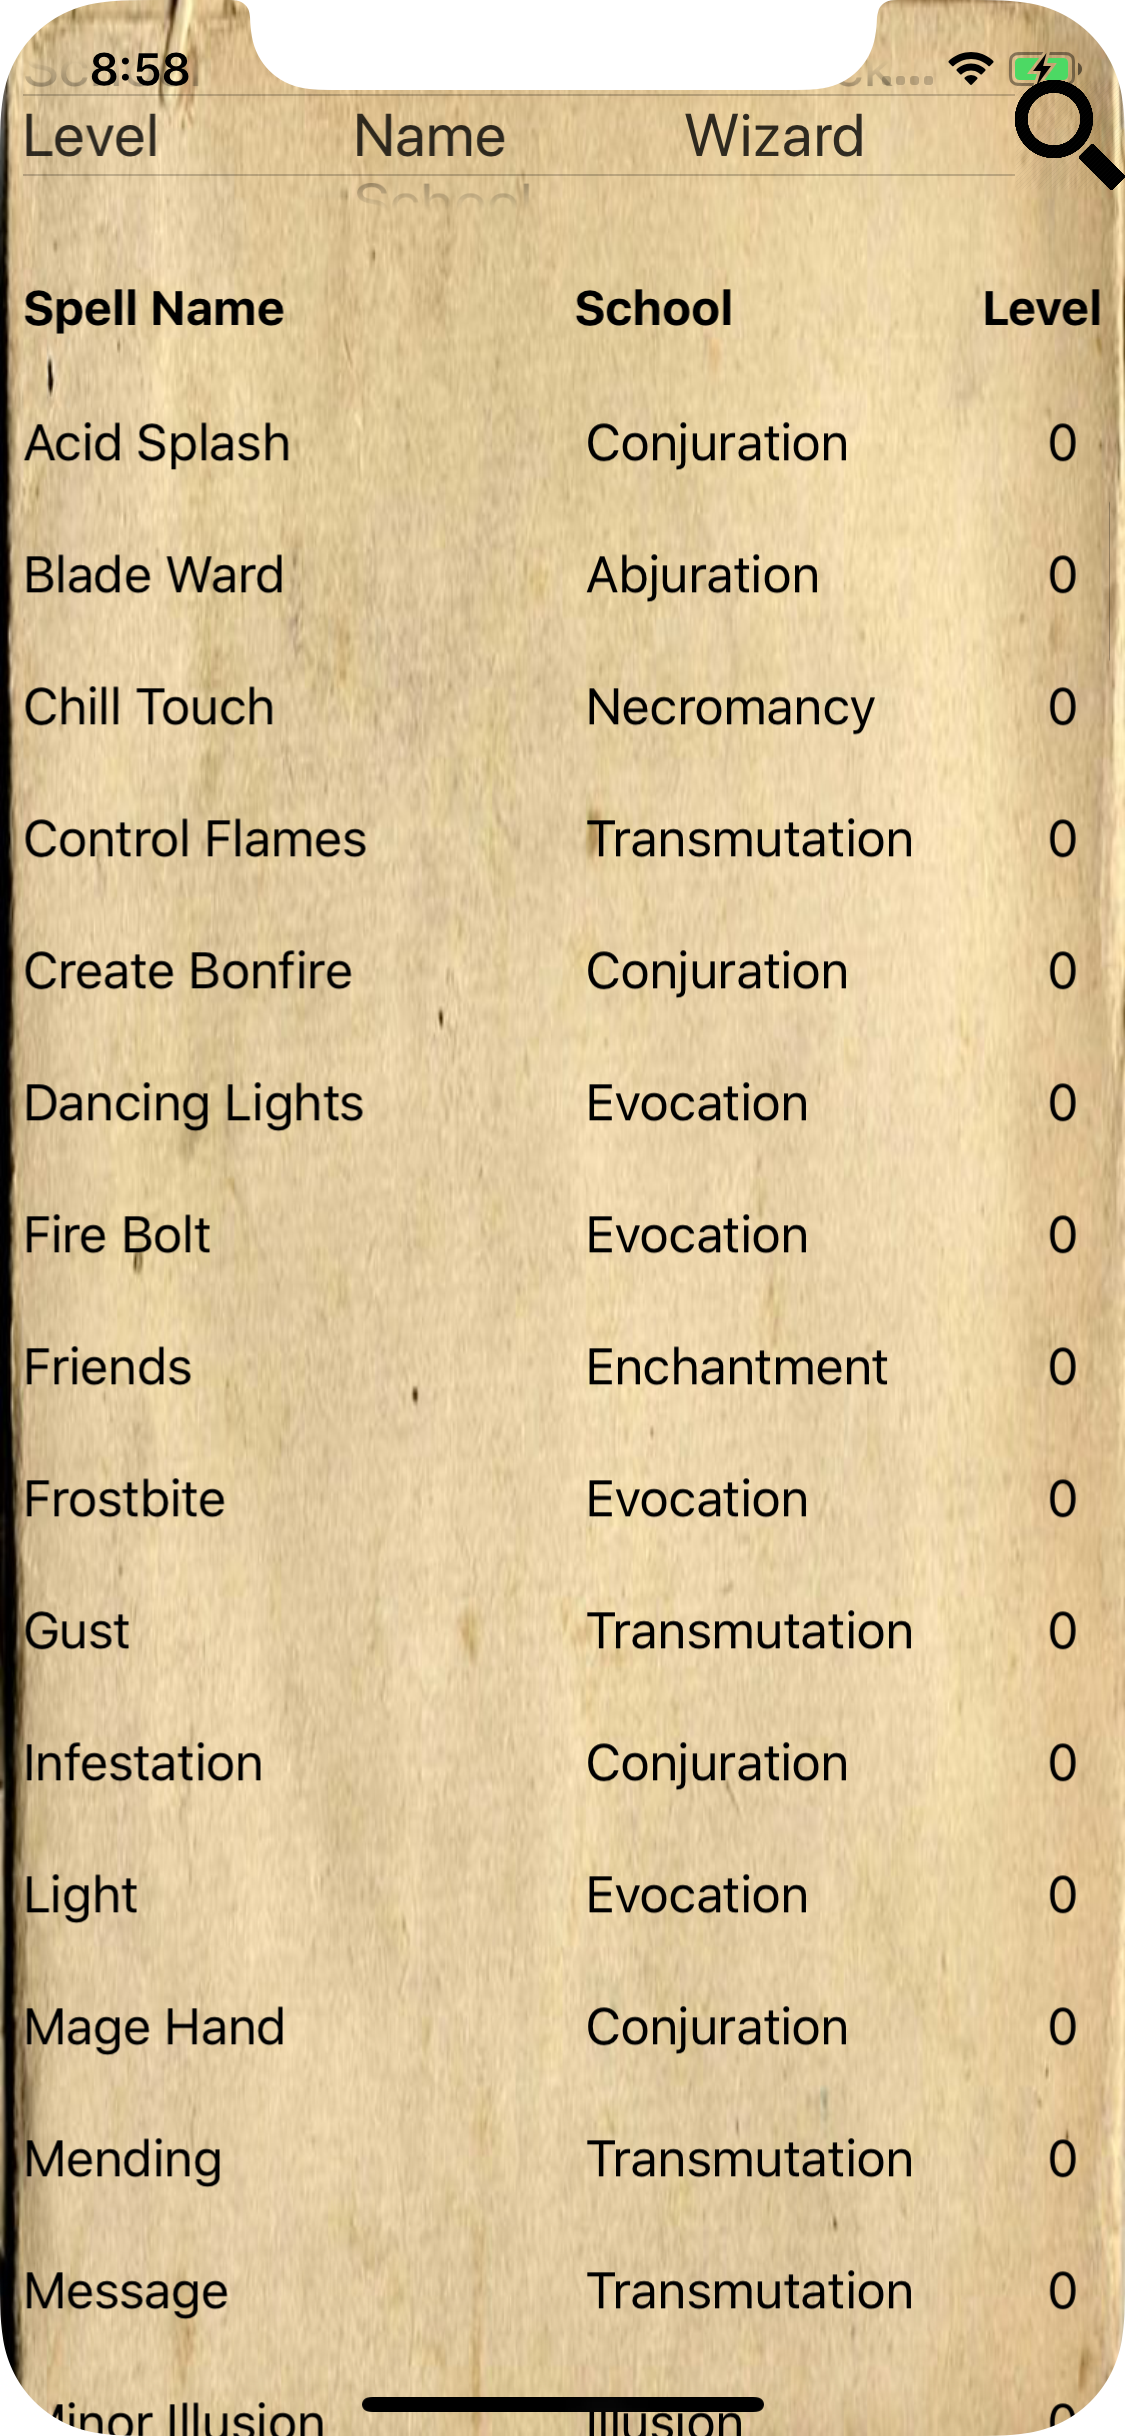 8:58
Level Name Wizard
School
Spell Name School Level
Acid Splash Conjuration 0
Blade Ward Abjuration 0
Chill Touch Necromancy 0
Control Flames Transmutation 0
Create Bonfire Conjuration 0
Dancing Lights Evocation 0
Fire Bolt Evocation 0
Friends Enchantment 0
Frostbite Evocation 0
Gust Transmutation 0
Infestation Conjuration 0
Light Evocation 0
Mage Hand Conjuration 0
Mending Transmutation 0
Message Transmutation 0
Minor Illusion Illusion 0